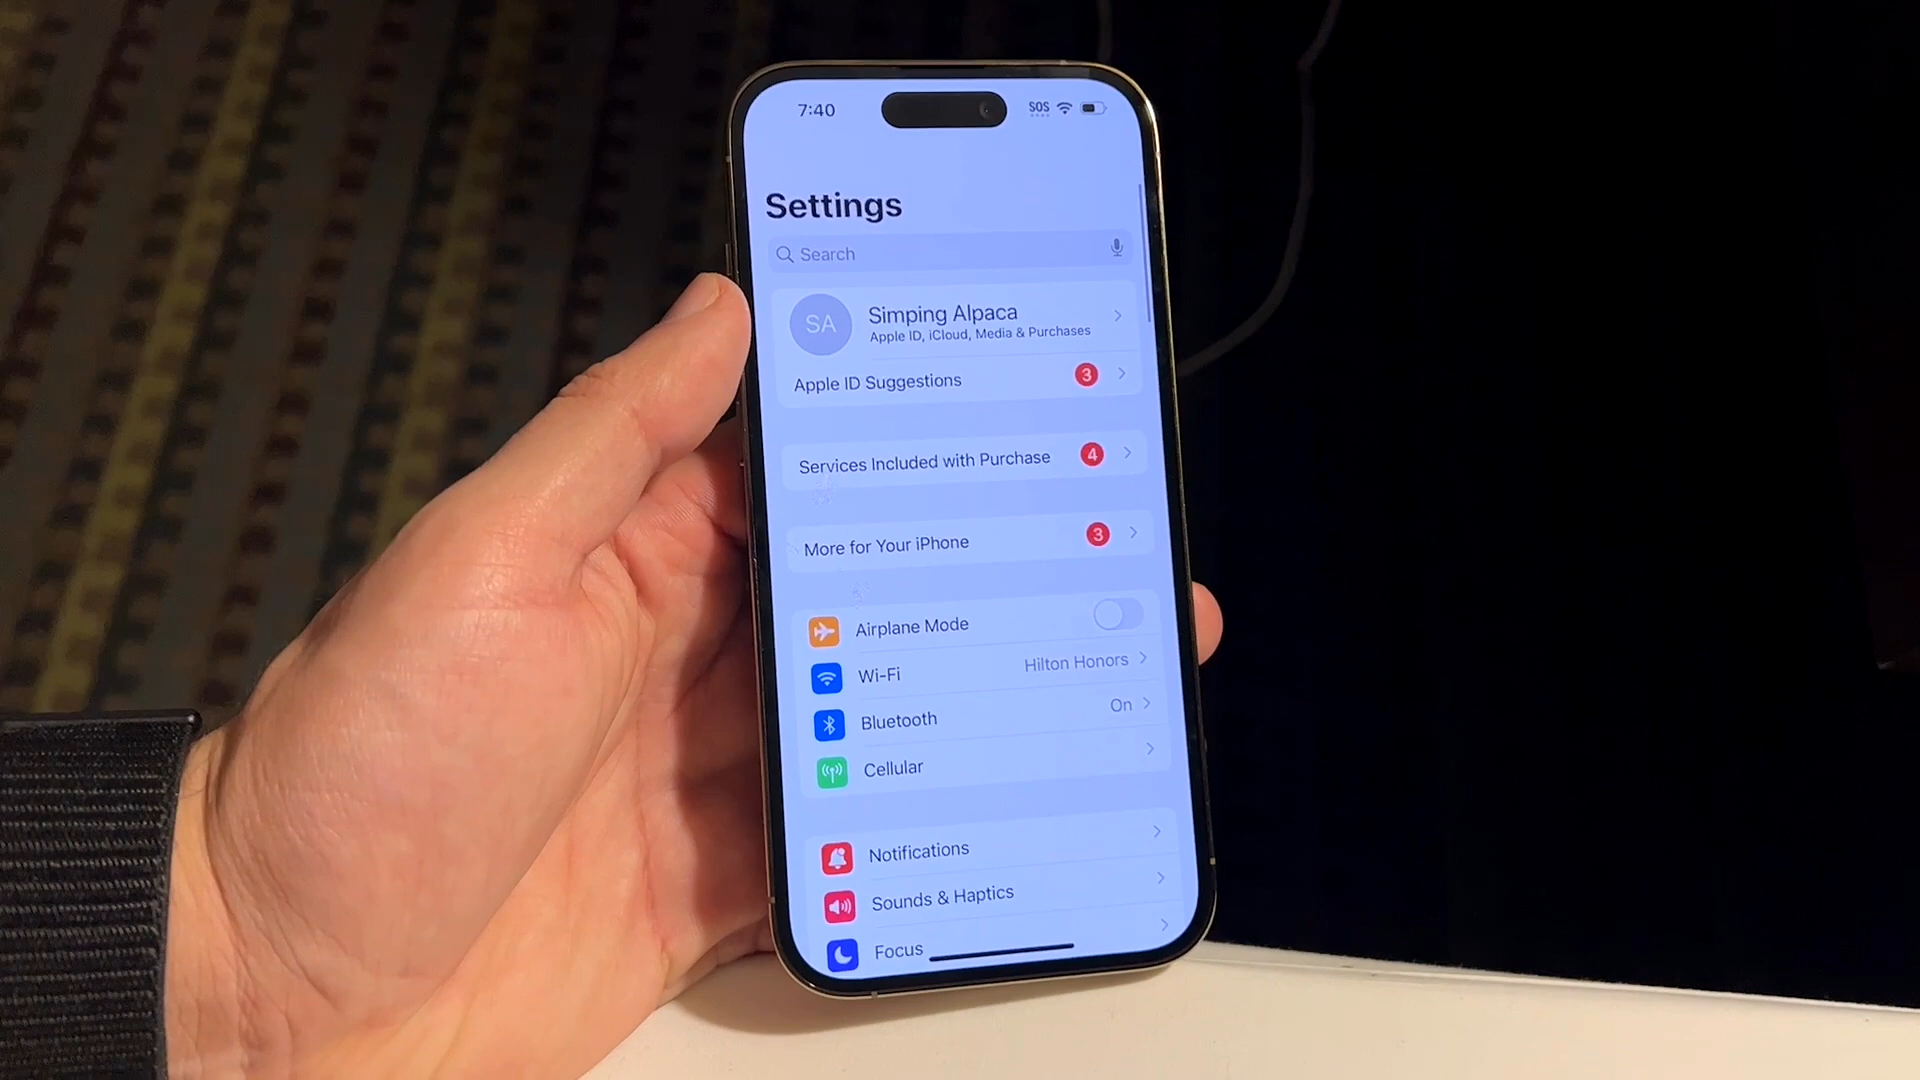 7:40 SOS
Settings
Search
SA
Simping Alpaca
Apple ID, iCloud, Media & Purchases
Apple ID Suggestions 3
Services Included with Purchase 4
More for Your iPhone 3
Airplane Mode
Wi-Fi Hilton Honors
Bluetooth On
Cellular
Notifications
Sounds & Haptics
Focus